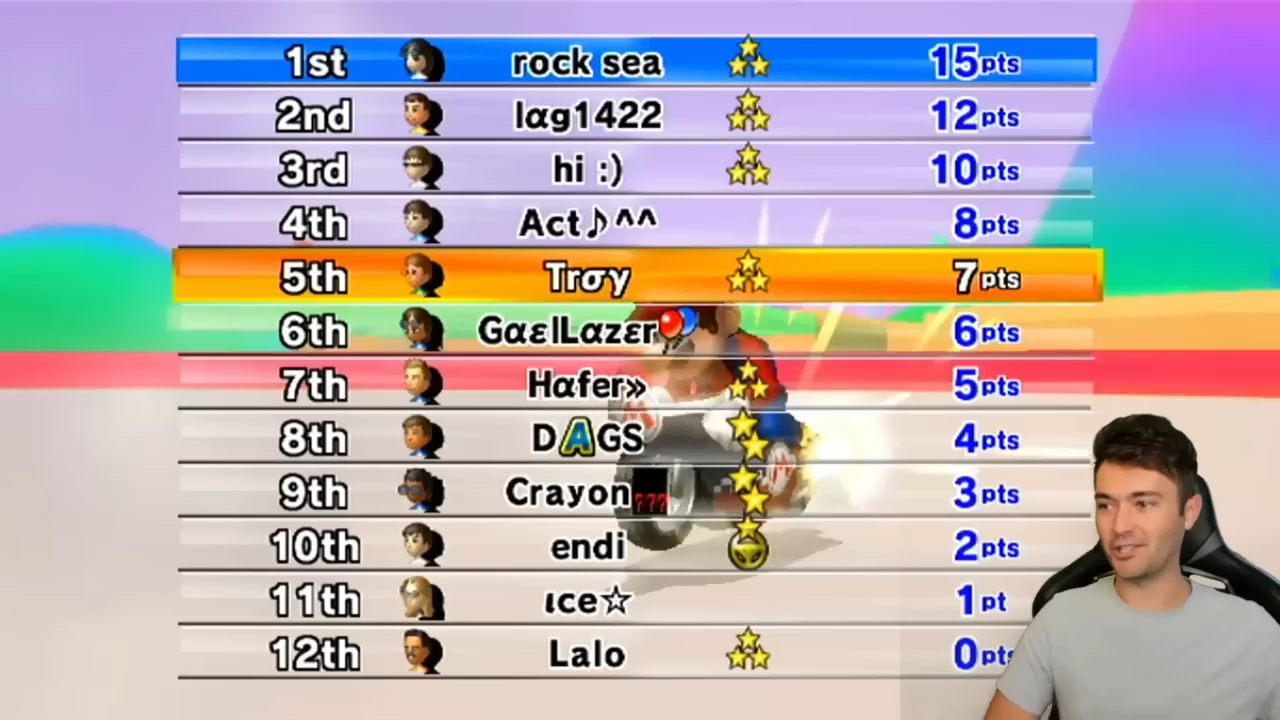 1st rock sea 15pts
2nd lαg1422 12pts
3rd hi :) 10pts
4th Act♪^^ 8pts
5th Trσy 7pts
6th GαεlLαzεr 6pts
7th Hαfer» 5pts
8th DAGS 4pts
9th Crayon??? 3pts
10th endi 2pts
11th ιce☆ 1pt
12th Lalo 0pts